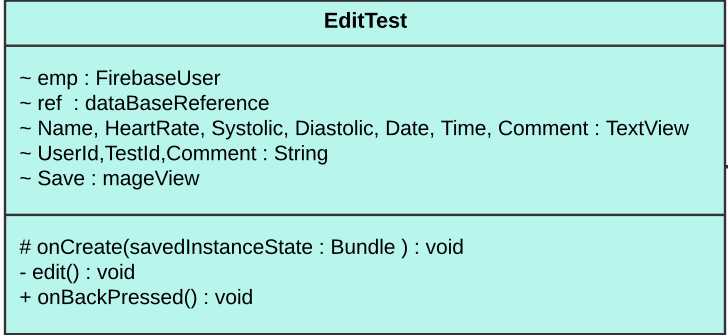 EditTest
~ emp : FirebaseUser
~ ref  : dataBaseReference
~ Name, HeartRate, Systolic, Diastolic, Date, Time, Comment : TextView
~ UserId,TestId,Comment : String
~ Save : mageView
# onCreate(savedInstanceState : Bundle ) : void
- edit() : void
+ onBackPressed() : void